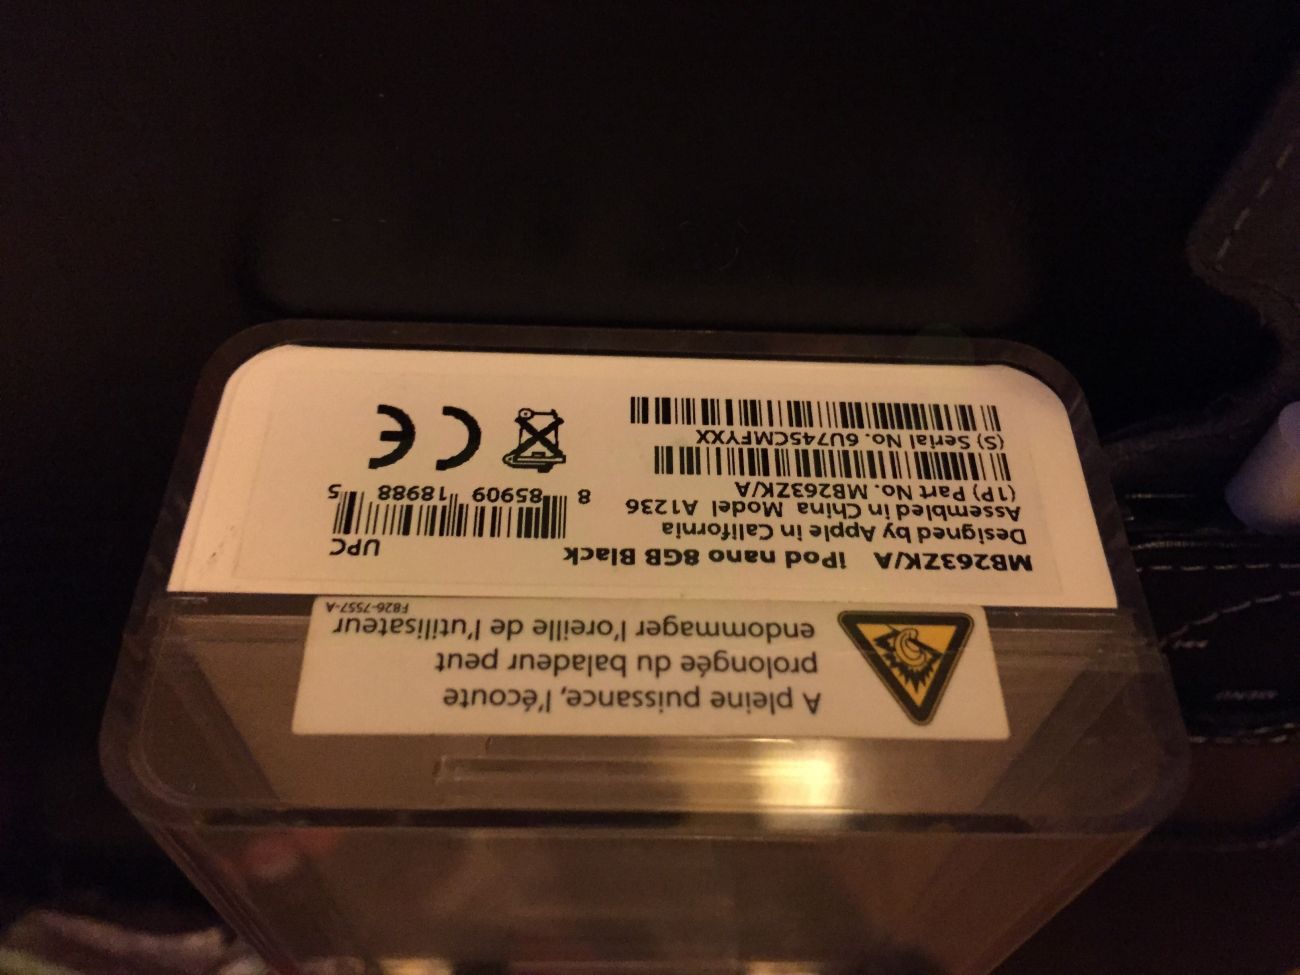 MB263ZK/A iPod nano 8GB Black
Designed by Apple in California
Assembled in China Model A1236
(1P) Part No. MB263ZK/A
(S) Serial No. 6U745CMFYXX
UPC
8 85909 18988 5
CE
A pleine puissance, l'écoute
prolongée du baladeur peut
endommager l'oreille de l'utilisateur
F826-7557-A